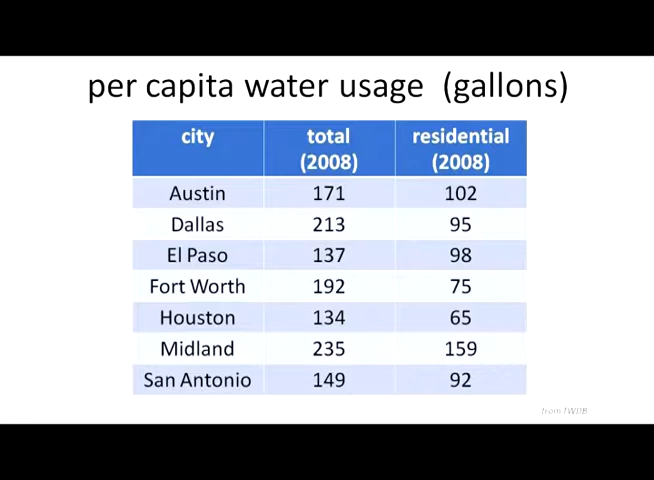 per capita water usage (gallons)
city total residential
(2008) (2008)
Austin 171 102
Dallas 213 95
El Paso 137 98
Fort Worth 192 75
Houston 134 65
Midland 235 159
San Antonio 149 92
from TWDB